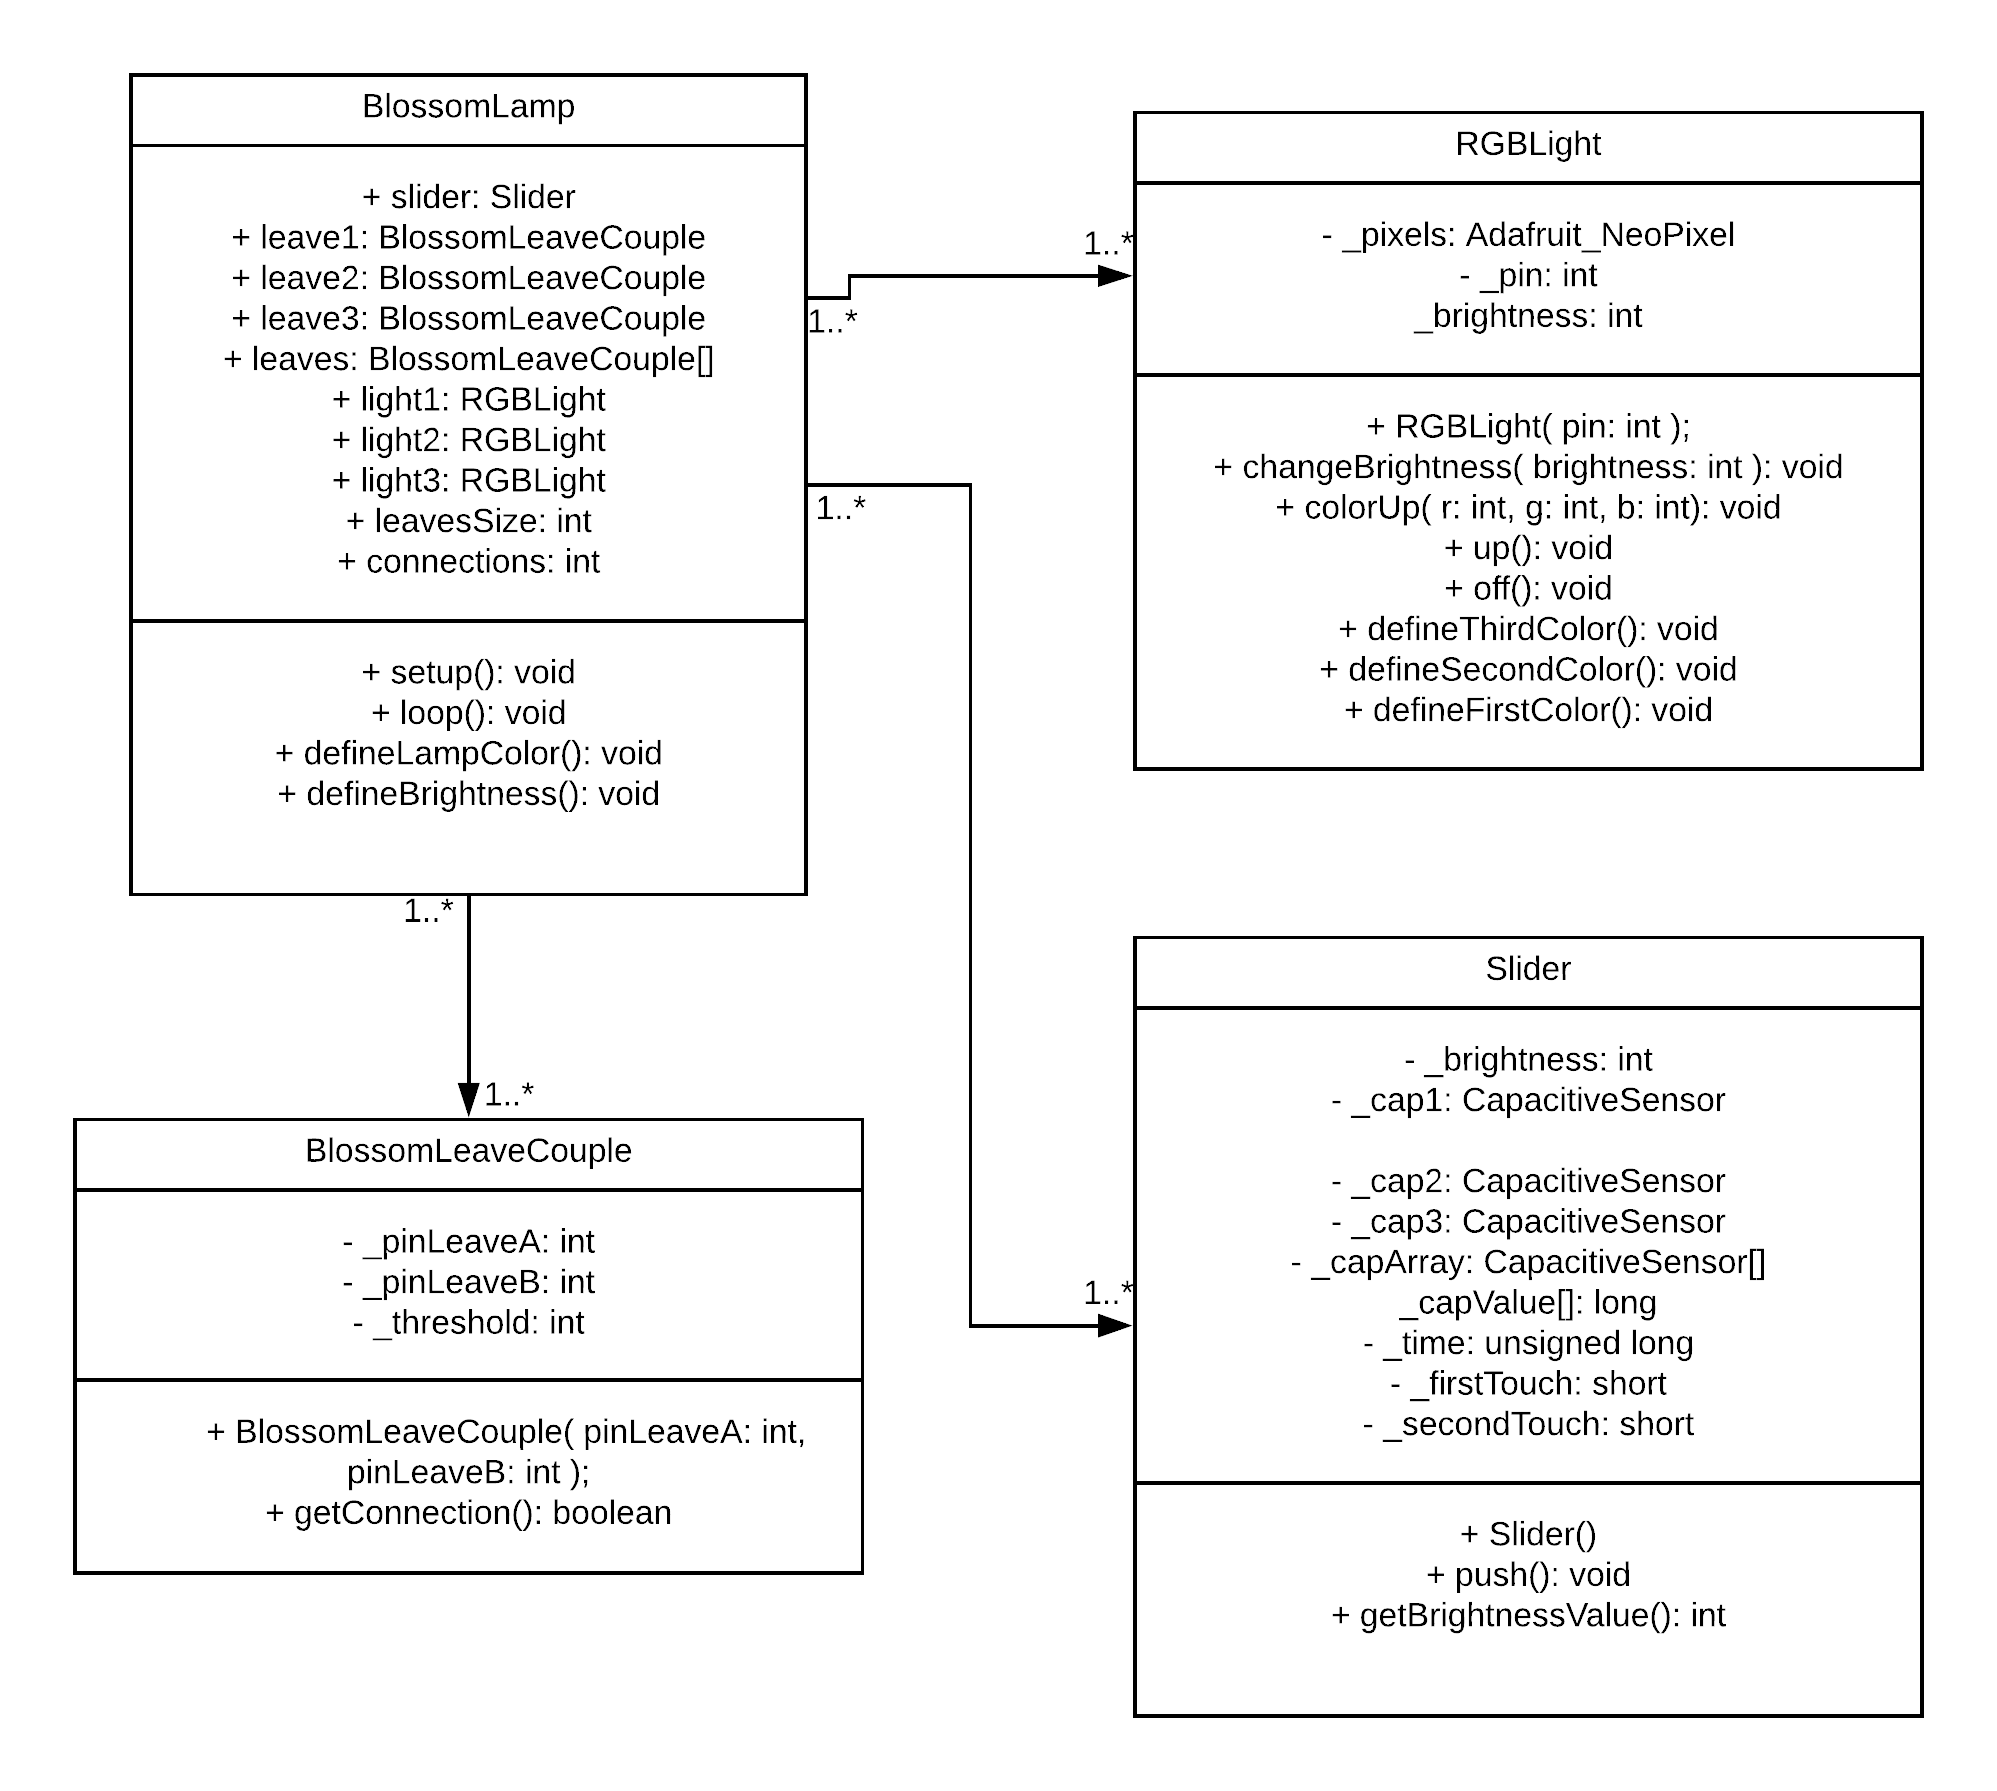 BlossomLamp
+ slider: Slider
+ leave1: BlossomLeaveCouple
+ leave2: BlossomLeaveCouple
+ leave3: BlossomLeaveCouple
+ leaves: BlossomLeaveCouple[]
+ light1: RGBLight
+ light2: RGBLight
+ light3: RGBLight
+ leavesSize: int
+ connections: int
+ setup(): void
+ loop(): void
+ defineLampColor(): void
+ defineBrightness(): void
1..*
1..*
1..*
1..*
1..*
1..*
RGBLight
- _pixels: Adafruit_NeoPixel
- _pin: int
_brightness: int
+ RGBLight( pin: int );
+ changeBrightness( brightness: int ): void
+ colorUp( r: int, g: int, b: int): void
+ up(): void
+ off(): void
+ defineThirdColor(): void
+ defineSecondColor(): void
+ defineFirstColor(): void
BlossomLeaveCouple
- _pinLeaveA: int
- _pinLeaveB: int
- _threshold: int
+ BlossomLeaveCouple( pinLeaveA: int,
pinLeaveB: int );
+ getConnection(): boolean
Slider
- _brightness: int
- _cap1: CapacitiveSensor
- _cap2: CapacitiveSensor
- _cap3: CapacitiveSensor
- _capArray: CapacitiveSensor[]
_capValue[]: long
- _time: unsigned long
- _firstTouch: short
- _secondTouch: short
+ Slider()
+ push(): void
+ getBrightnessValue(): int